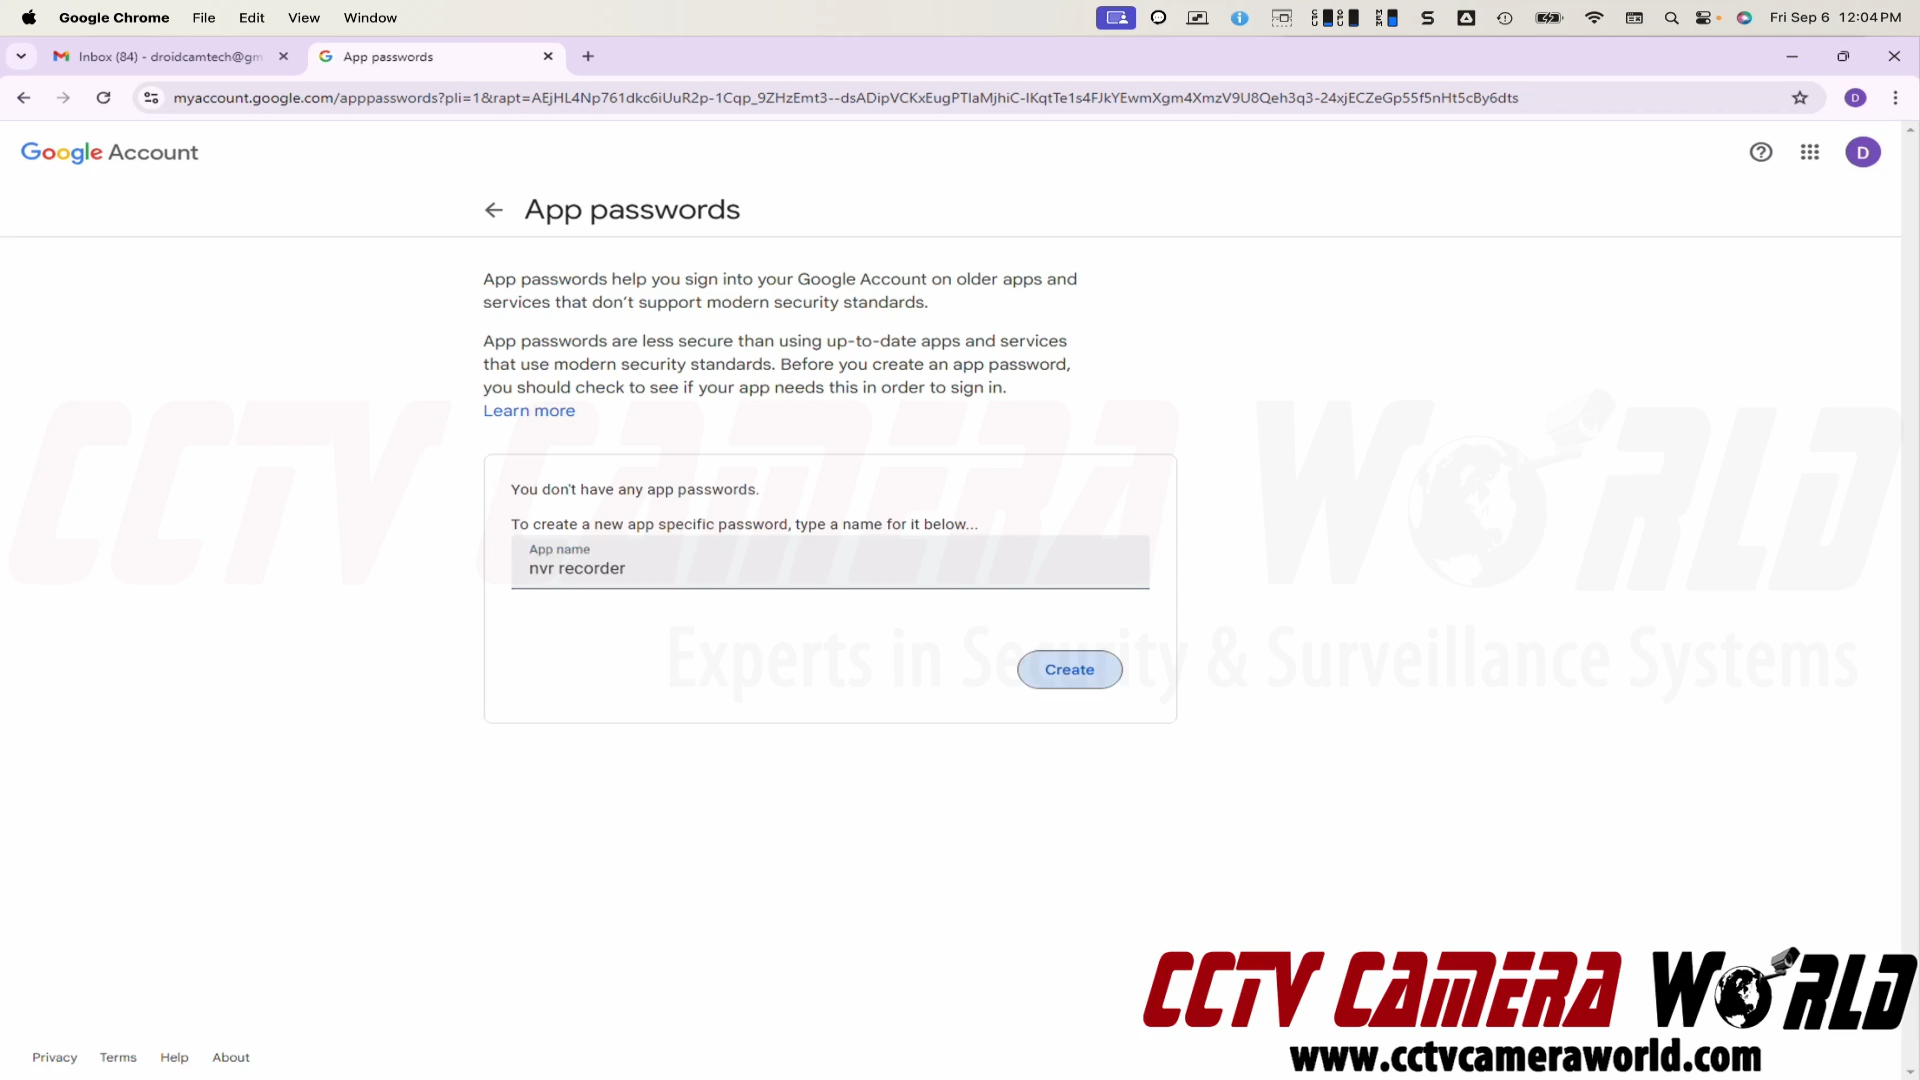 Google Chrome File Edit View Window
Fri Sep 6 12:04 PM
Inbox (84) - droidcamtech@gm
App passwords
myaccount.google.com/apppasswords?pli=1&rapt=AEjHL4Np761dkc6iUuR2p-1Cqp_9ZHzEmt3--dsADipVCKxEugPTlaMjhiC-IKqtTe1s4FJkYEwmXgm4XmzV9U8Qeh3q3-24xjECZeGp55f5nHt5cBy6dts
D
Google Account
D
App passwords
App passwords help you sign into your Google Account on older apps and
services that don’t support modern security standards.
App passwords are less secure than using up-to-date apps and services
that use modern security standards. Before you create an app password,
you should check to see if your app needs this in order to sign in.
Learn more
CCTV CAMERA WORLD
You don't have any app passwords.
To create a new app specific password, type a name for it below...
App name
nvr recorder
Experts in Security & Surveillance Systems
Create
CCTV CAMERA WORLD
www.cctvcameraworld.com
Privacy Terms Help About